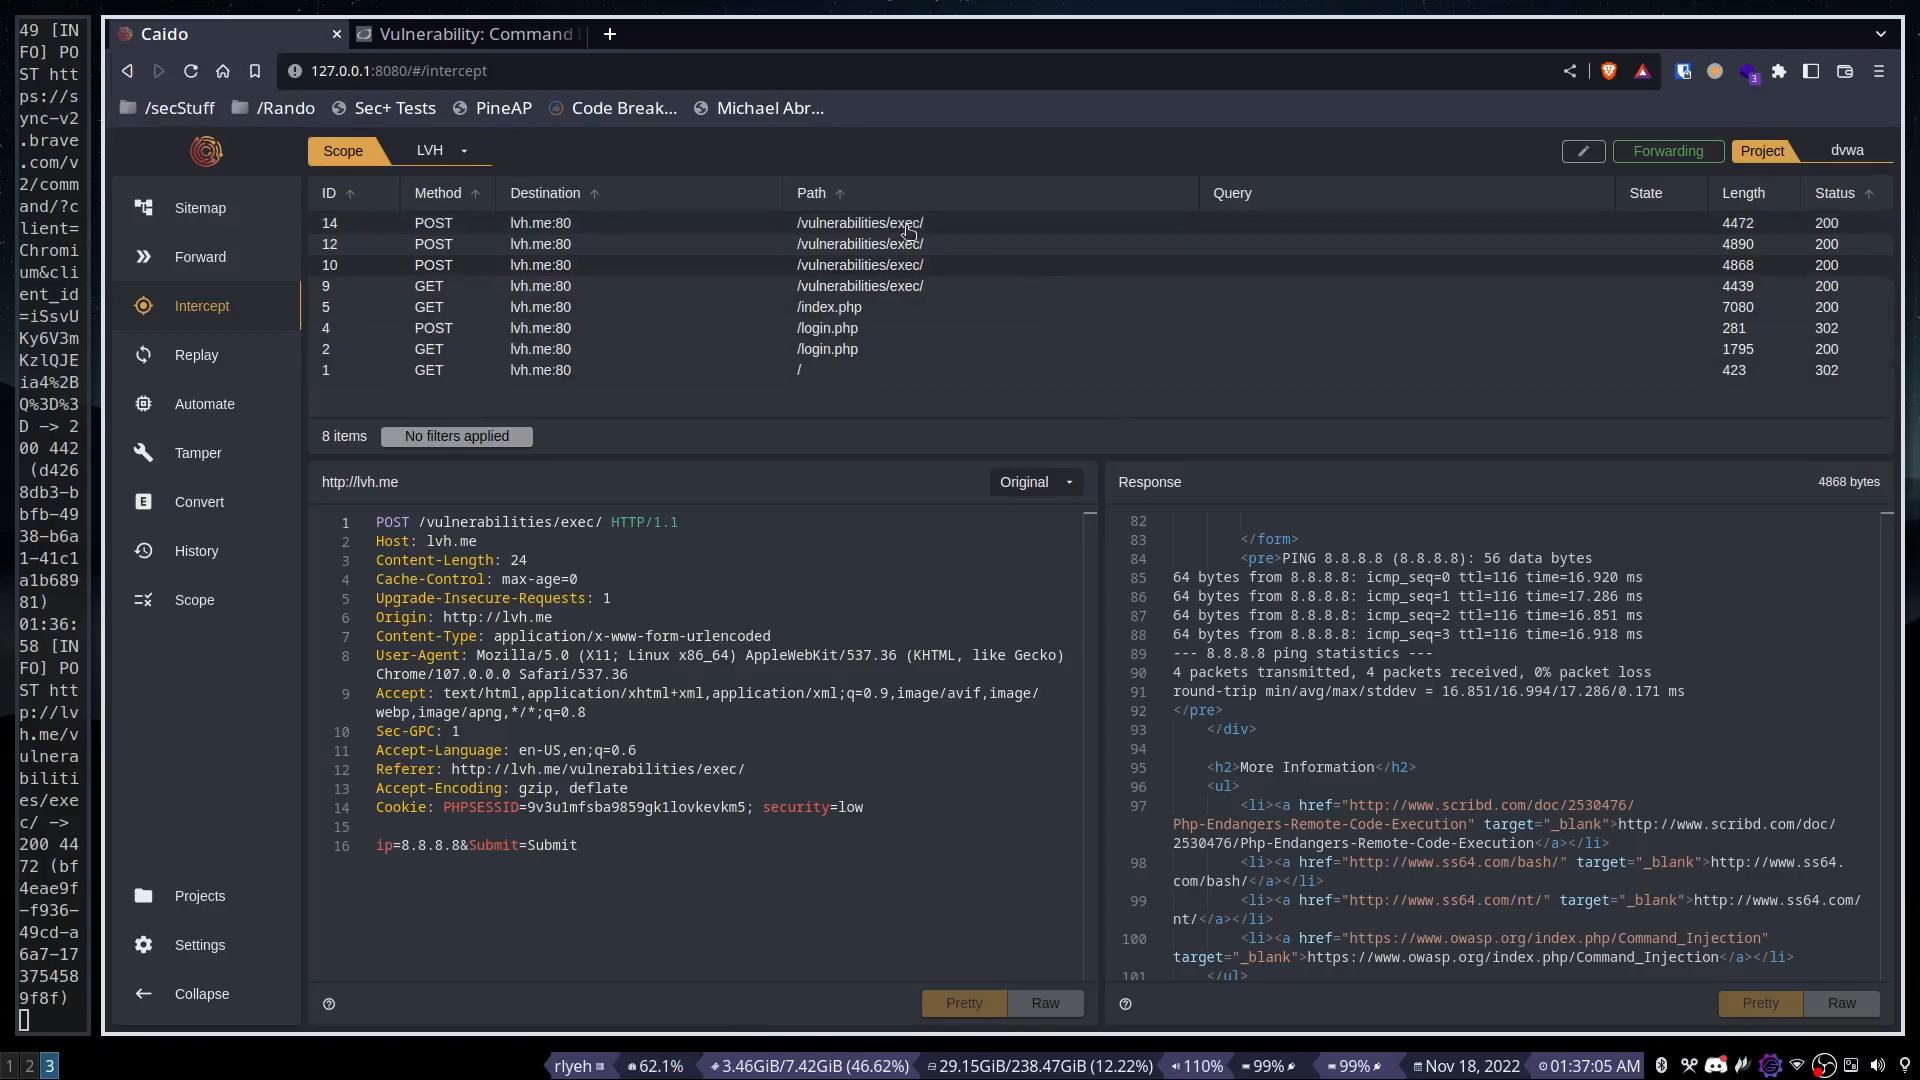 49 [IN
FO] PO
ST htt
ps://s
ync-v2
.brave
.com/v
2/comm
and/?c
lient=
Chromi
um&cli
ent_id
=iSsvU
Ky6V3m
KzlQJE
ia4%2B
Q%3D%3
D -> 2
00 442
(d426
8db3-b
bfb-49
38-b6a
1-41c1
a1b689
81)
01:36:
58 [IN
FO] PO
ST htt
p://lv
h.me/v
ulnera
biliti
es/exe
c/ ->
200 44
72 (bf
4eae9f
-f936-
49cd-a
6a7-17
375458
9f8f)
Caido
Vulnerability: Command
127.0.0.1:8080/#/intercept
3
/secStuff /Rando Sec+ Tests PineAP Code Break... Michael Abr...
Scope LVH Forwarding Project dvwa
Sitemap
Forward
Intercept
Replay
Automate
Tamper
Convert
History
Scope
Projects
Settings
Collapse
ID Method Destination Path Query State Length Status
14 POST lvh.me:80 /vulnerabilities/exec/ 4472 200
12 POST lvh.me:80 /vulnerabilities/exec/ 4890 200
10 POST lvh.me:80 /vulnerabilities/exec/ 4868 200
9 GET lvh.me:80 /vulnerabilities/exec/ 4439 200
5 GET lvh.me:80 /index.php 7080 200
4 POST lvh.me:80 /login.php 281 302
2 GET lvh.me:80 /login.php 1795 200
1 GET lvh.me:80 / 423 302
8 items No filters applied
http://lvh.me Original
1 POST /vulnerabilities/exec/ HTTP/1.1
2 Host: lvh.me
3 Content-Length: 24
4 Cache-Control: max-age=0
5 Upgrade-Insecure-Requests: 1
6 Origin: http://lvh.me
7 Content-Type: application/x-www-form-urlencoded
8 User-Agent: Mozilla/5.0 (X11; Linux x86_64) AppleWebKit/537.36 (KHTML, like Gecko)
Chrome/107.0.0.0 Safari/537.36
9 Accept: text/html,application/xhtml+xml,application/xml;q=0.9,image/avif,image/
webp,image/apng,*/*;q=0.8
10 Sec-GPC: 1
11 Accept-Language: en-US,en;q=0.6
12 Referer: http://lvh.me/vulnerabilities/exec/
13 Accept-Encoding: gzip, deflate
14 Cookie: PHPSESSID=9v3u1mfsba9859gk1lovkevkm5; security=low
15
16 ip=8.8.8.8&Submit=Submit
Pretty Raw
Response 4868 bytes
82
83 </form>
84 <pre>PING 8.8.8.8 (8.8.8.8): 56 data bytes
85 64 bytes from 8.8.8.8: icmp_seq=0 ttl=116 time=16.920 ms
86 64 bytes from 8.8.8.8: icmp_seq=1 ttl=116 time=17.286 ms
87 64 bytes from 8.8.8.8: icmp_seq=2 ttl=116 time=16.851 ms
88 64 bytes from 8.8.8.8: icmp_seq=3 ttl=116 time=16.918 ms
89 --- 8.8.8.8 ping statistics ---
90 4 packets transmitted, 4 packets received, 0% packet loss
91 round-trip min/avg/max/stddev = 16.851/16.994/17.286/0.171 ms
92 </pre>
93 </div>
94
95 <h2>More Information</h2>
96 <ul>
97 <li><a href="http://www.scribd.com/doc/2530476/
Php-Endangers-Remote-Code-Execution" target="_blank">http://www.scribd.com/doc/
2530476/Php-Endangers-Remote-Code-Execution</a></li>
98 <li><a href="http://www.ss64.com/bash/" target="_blank">http://www.ss64.
com/bash/</a></li>
99 <li><a href="http://www.ss64.com/nt/" target="_blank">http://www.ss64.com/
nt/</a></li>
100 <li><a href="https://www.owasp.org/index.php/Command_Injection"
target="_blank">https://www.owasp.org/index.php/Command_Injection</a></li>
101 </ul>
Pretty Raw
1 2 3 rlyeh 62.1% 3.46GiB/7.42GiB (46.62%) 29.15GiB/238.47GiB (12.22%) 110% 99% 99% Nov 18, 2022 01:37:05 AM